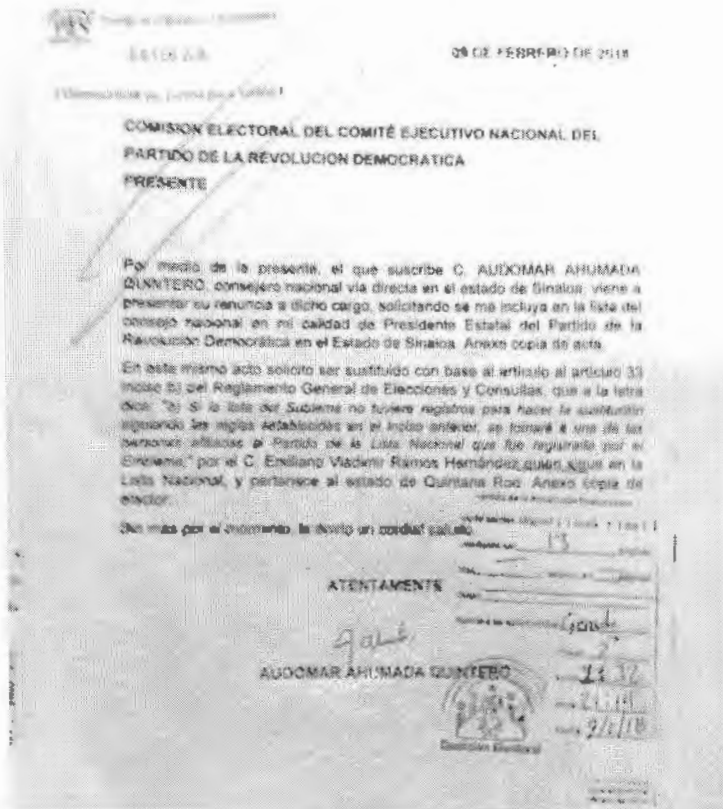 09 DE FEBRERO DE 2018
COMISION ELECTORAL DEL COMITÉ EJECUTIVO NACIONAL DEL
PARTIDO DE LA REVOLUCION DEMOCRATICA
PRESENTE
Por medio de la presente, el que suscribe C. AUDOMAR AHUMADA
QUINTERO, consejero nacional vía directa en el estado de Sinaloa, viene a
presentar su renuncia a dicho cargo, solicitando se me incluya en la lista del
consejo nacional en mi calidad de Presidente Estatal del Partido de la
Revolución Democrática en el Estado de Sinaloa. Anexo copia de acta.
En este mismo acto solicito ser sustituido con base al artículo al artículo 33
inciso b) del Reglamento General de Elecciones y Consultas, que a la letra
dice: "b) Si la lista del Sublema no tuviere registros para hacer la sustitución
siguiendo las reglas establecidas en el inciso anterior, se tomará a una de las
personas afiliadas al Partido de la Lista Nacional que fue registrada por el
Emblema," por el C. Emiliano Vladimir Ramos Hernández quien sigue en la
Lista Nacional, y pertenece al estado de Quintana Roo. Anexo copia de
elector.
Sin más por el momento, le envío un cordial saludo
ATENTAMENTE
AUDOMAR AHUMADA QUINTERO
21:14
Comisión Electoral